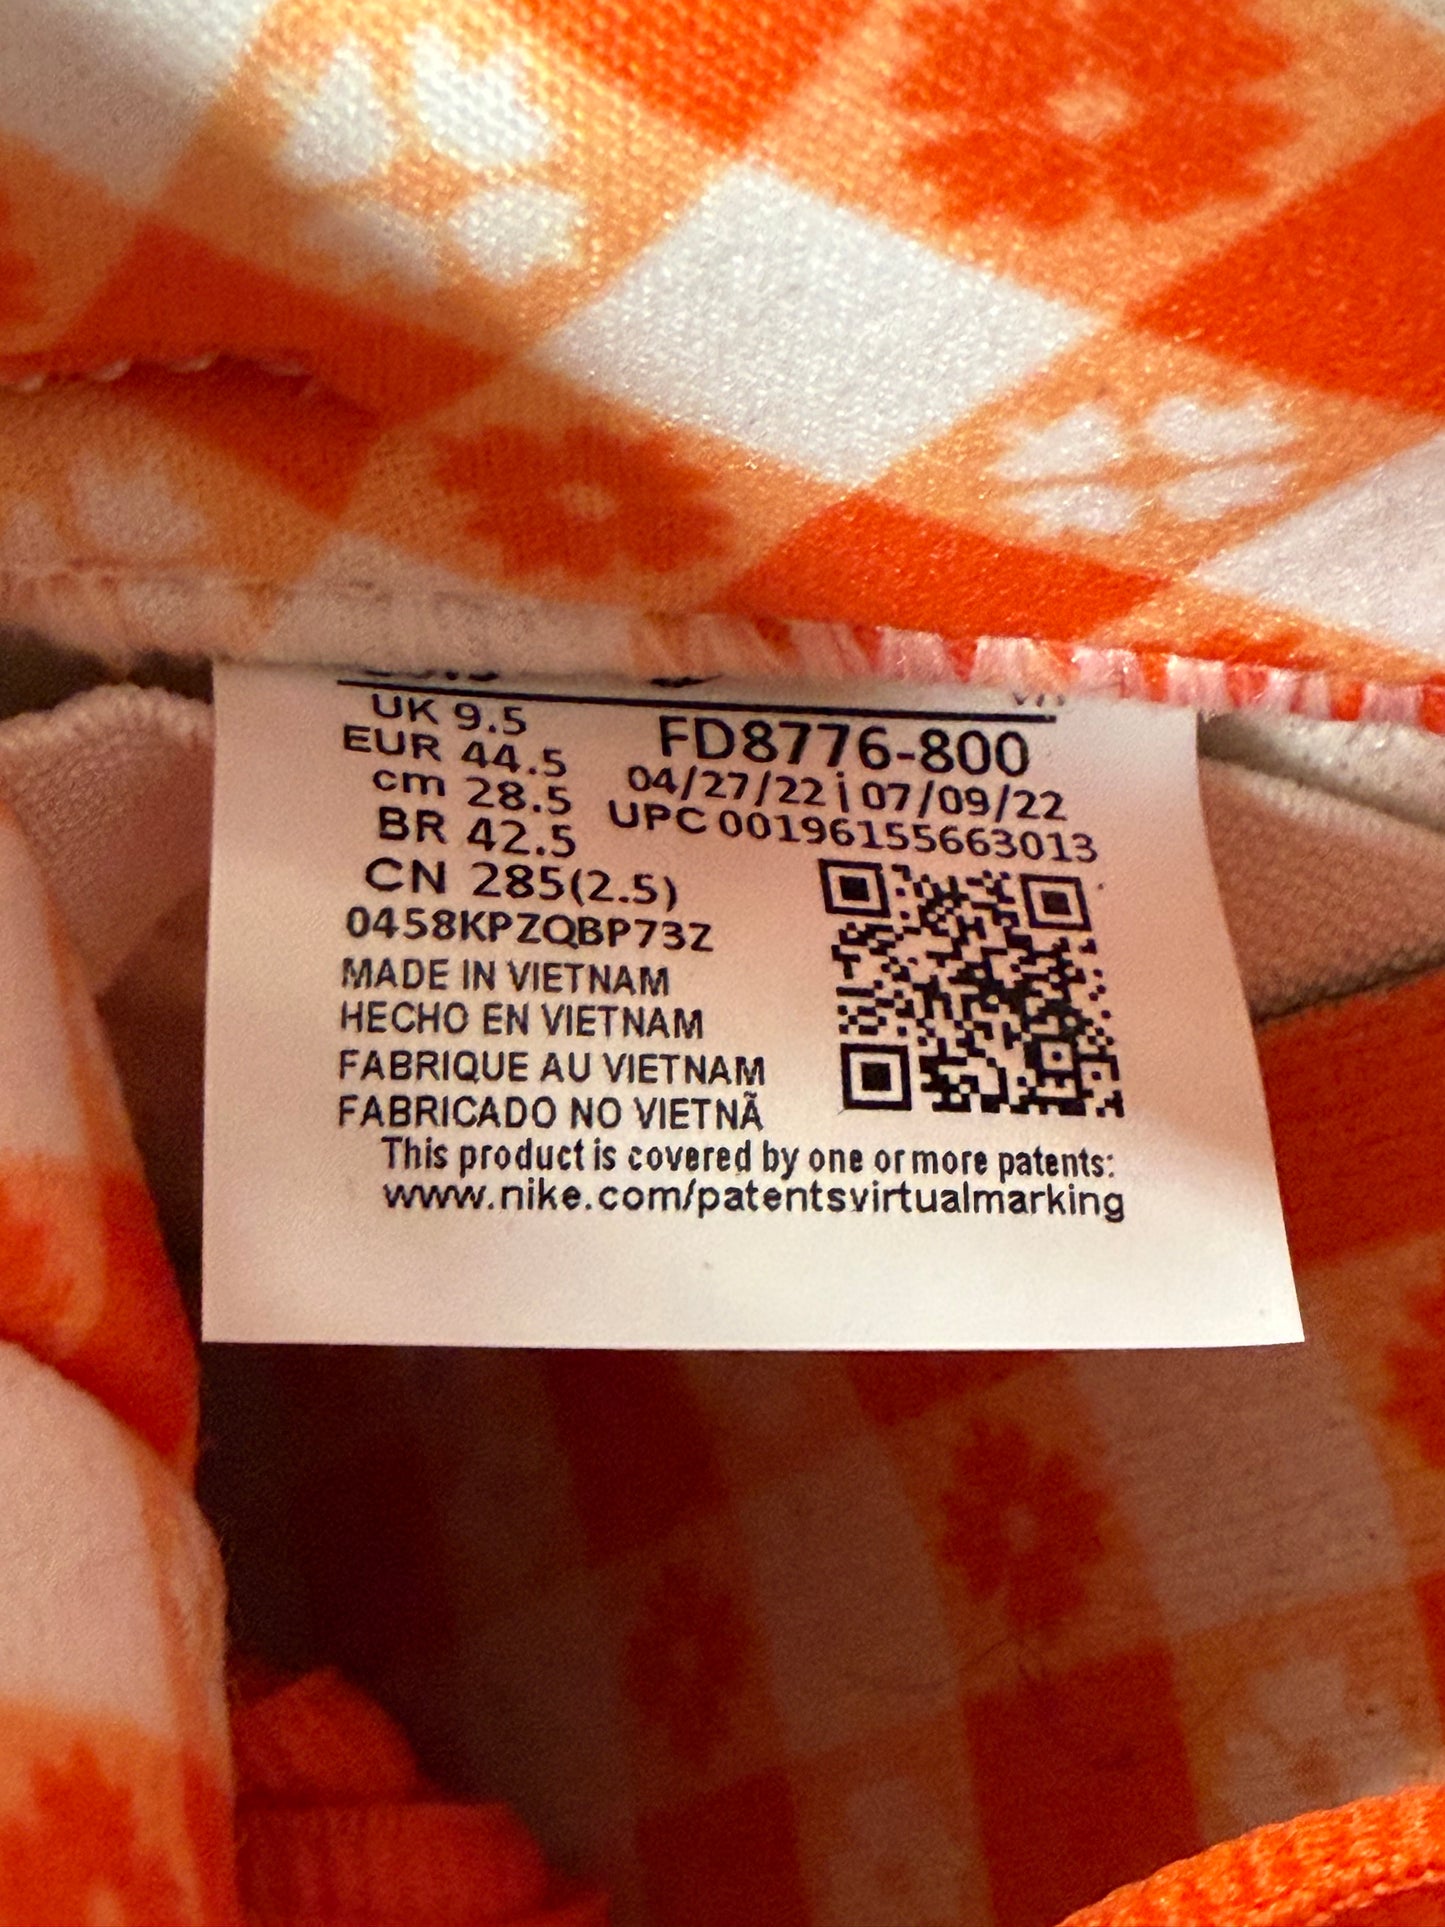 UK 9.5
EUR 44.5
cm 28.5
BR 42.5
CN 285(2.5)
FD8776-800
04/27/22 | 07/09/22
UPC 00196155663013
0458KPZQBP73Z
MADE IN VIETNAM
HECHO EN VIETNAM
FABRIQUE AU VIETNAM
FABRICADO NO VIETNÃ
This product is covered by one or more patents:
www.nike.com/patentsvirtualmarking